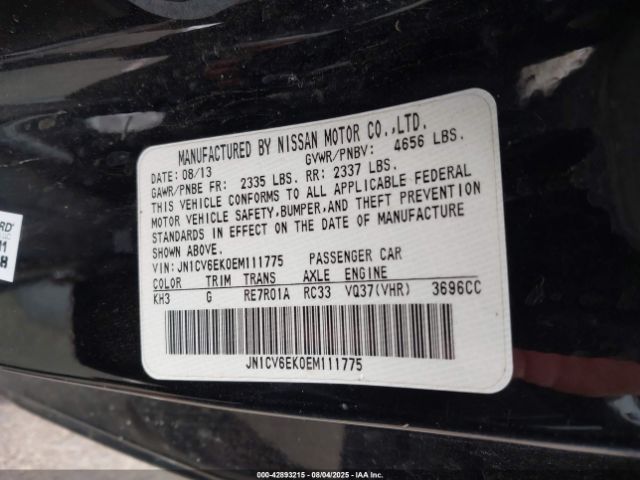 MANUFACTURED BY NISSAN MOTOR CO.,LTD.
DATE: 08/13 GVWR/PNBV: 4656 LBS.
GAWR/PNBE FR: 2335 LBS. RR: 2337 LBS.
THIS VEHICLE CONFORMS TO ALL APPLICABLE FEDERAL
MOTOR VEHICLE SAFETY, BUMPER, AND THEFT PREVENTION
STANDARDS IN EFFECT ON THE DATE OF MANUFACTURE
SHOWN ABOVE.
VIN: JN1CV6EK0EM111775 PASSENGER CAR
COLOR TRIM TRANS AXLE ENGINE
KH3 G RE7R01A RC33 VQ37(VHR) 3696CC
JN1CV6EK0EM111775
000-42893215 - 08/04/2025 - Copyright © IAA, LLC